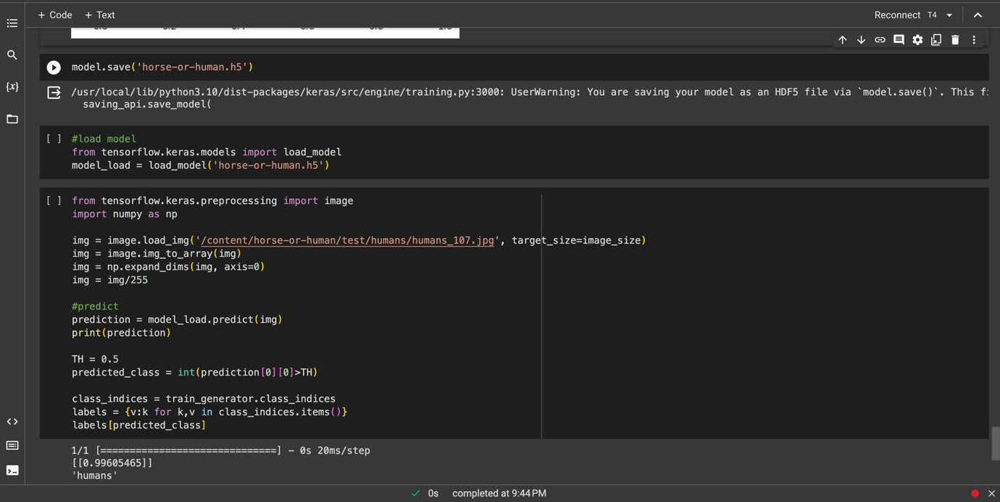 + Code + Text
Reconnect T4
model.save('horse-or-human.h5')
/usr/local/lib/python3.10/dist-packages/keras/src/engine/training.py:3000: UserWarning: You are saving your model as an HDF5 file via `model.save()`. This
saving_api.save_model(
[ ] #load model
from tensorflow.keras.models import load_model
model_load = load_model('horse-or-human.h5')
[ ] from tensorflow.keras.preprocessing import image
import numpy as np
img = image.load_img('/content/horse-or-human/test/humans/humans_107.jpg', target_size=image_size)
img = image.img_to_array(img)
img = np.expand_dims(img, axis=0)
img = img/255
#predict
prediction = model_load.predict(img)
print(prediction)
TH = 0.5
predicted_class = int(prediction[0][0]>TH)
class_indices = train_generator.class_indices
labels = {v:k for k,v in class_indices.items()}
labels[predicted_class]
1/1 [==============================] - 0s 20ms/step
[[0.99605465]]
'humans'
0s completed at 9:44 PM